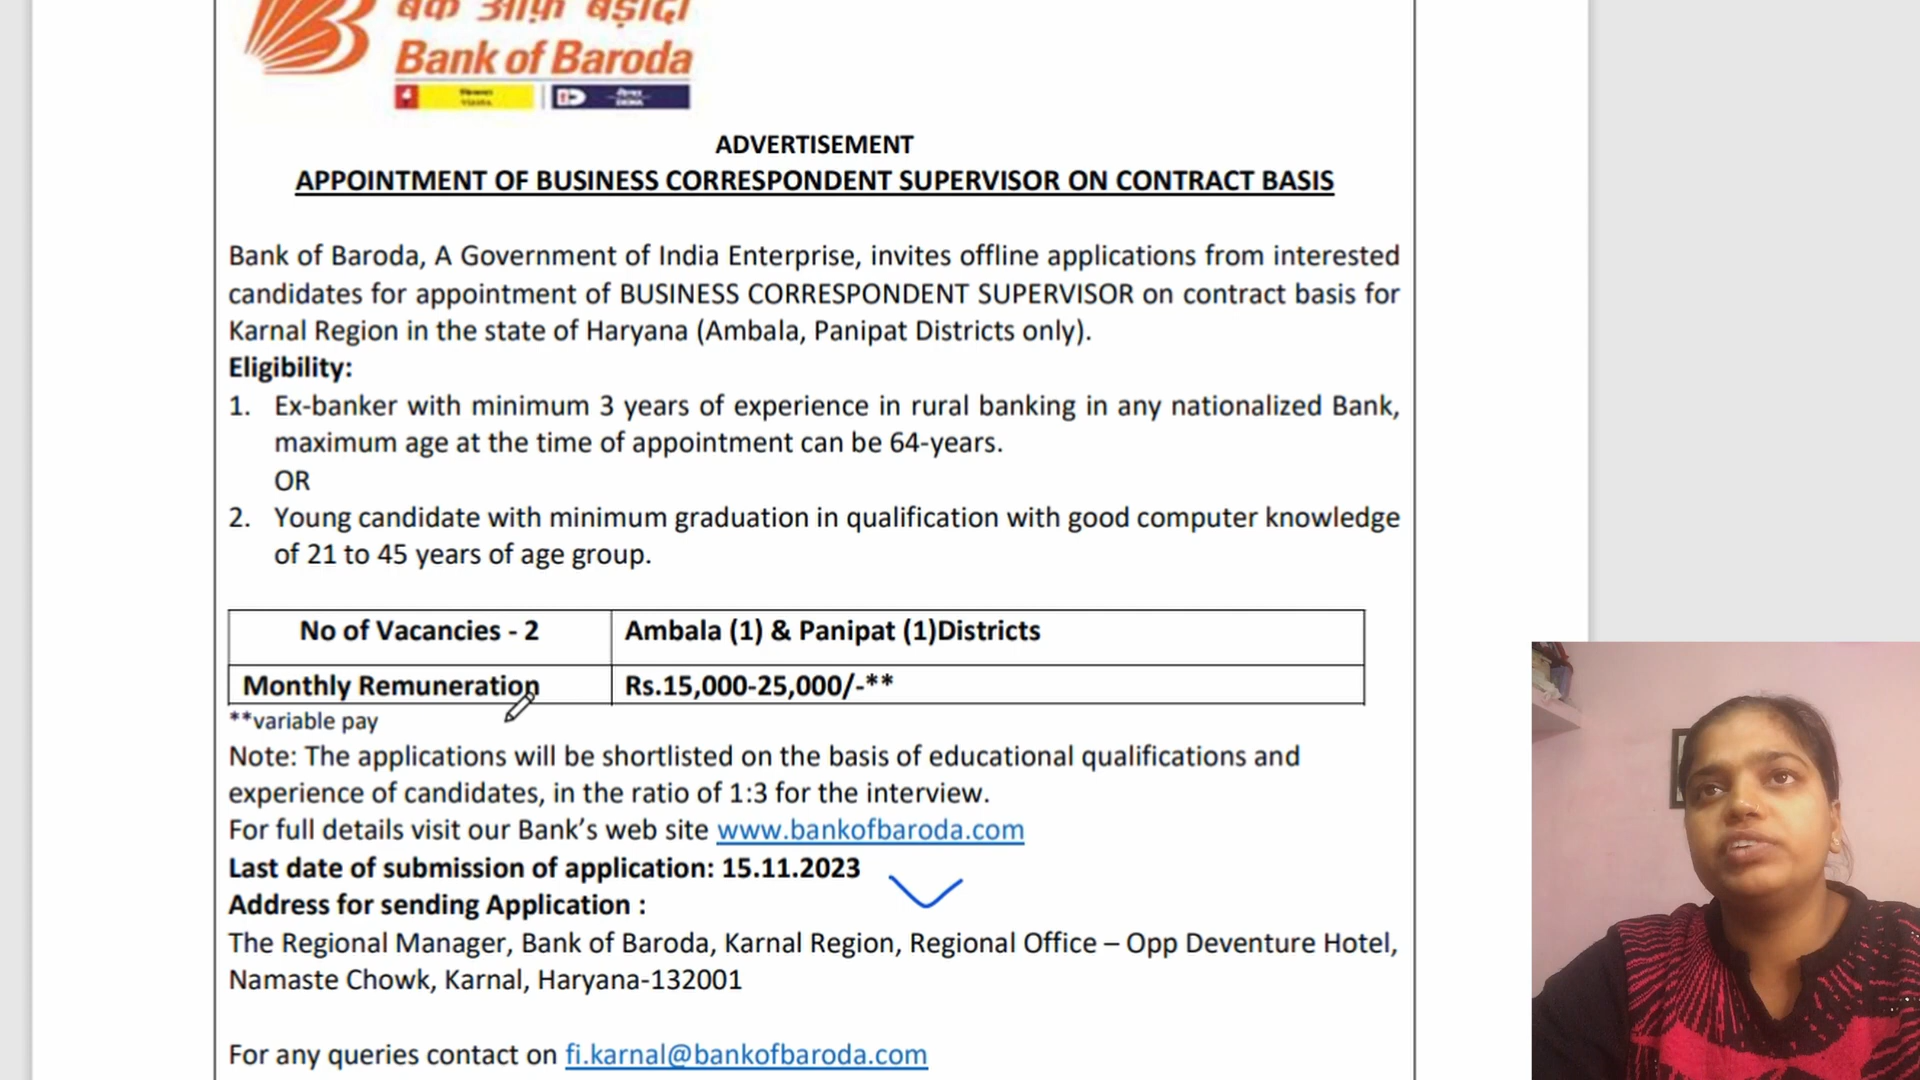 बैंक ऑफ़ बड़ौदा
Bank of Baroda
ADVERTISEMENT
APPOINTMENT OF BUSINESS CORRESPONDENT SUPERVISOR ON CONTRACT BASIS
Bank of Baroda, A Government of India Enterprise, invites offline applications from interested
candidates for appointment of BUSINESS CORRESPONDENT SUPERVISOR on contract basis for
Karnal Region in the state of Haryana (Ambala, Panipat Districts only).
Eligibility:
1. Ex-banker with minimum 3 years of experience in rural banking in any nationalized Bank,
maximum age at the time of appointment can be 64-years.
OR
2. Young candidate with minimum graduation in qualification with good computer knowledge
of 21 to 45 years of age group.
No of Vacancies - 2 Ambala (1) & Panipat (1)Districts
Monthly Remuneration Rs.15,000-25,000/-**
**variable pay
Note: The applications will be shortlisted on the basis of educational qualifications and
experience of candidates, in the ratio of 1:3 for the interview.
For full details visit our Bank’s web site www.bankofbaroda.com
Last date of submission of application: 15.11.2023
Address for sending Application :
The Regional Manager, Bank of Baroda, Karnal Region, Regional Office – Opp Deventure Hotel,
Namaste Chowk, Karnal, Haryana-132001
For any queries contact on fi.karnal@bankofbaroda.com